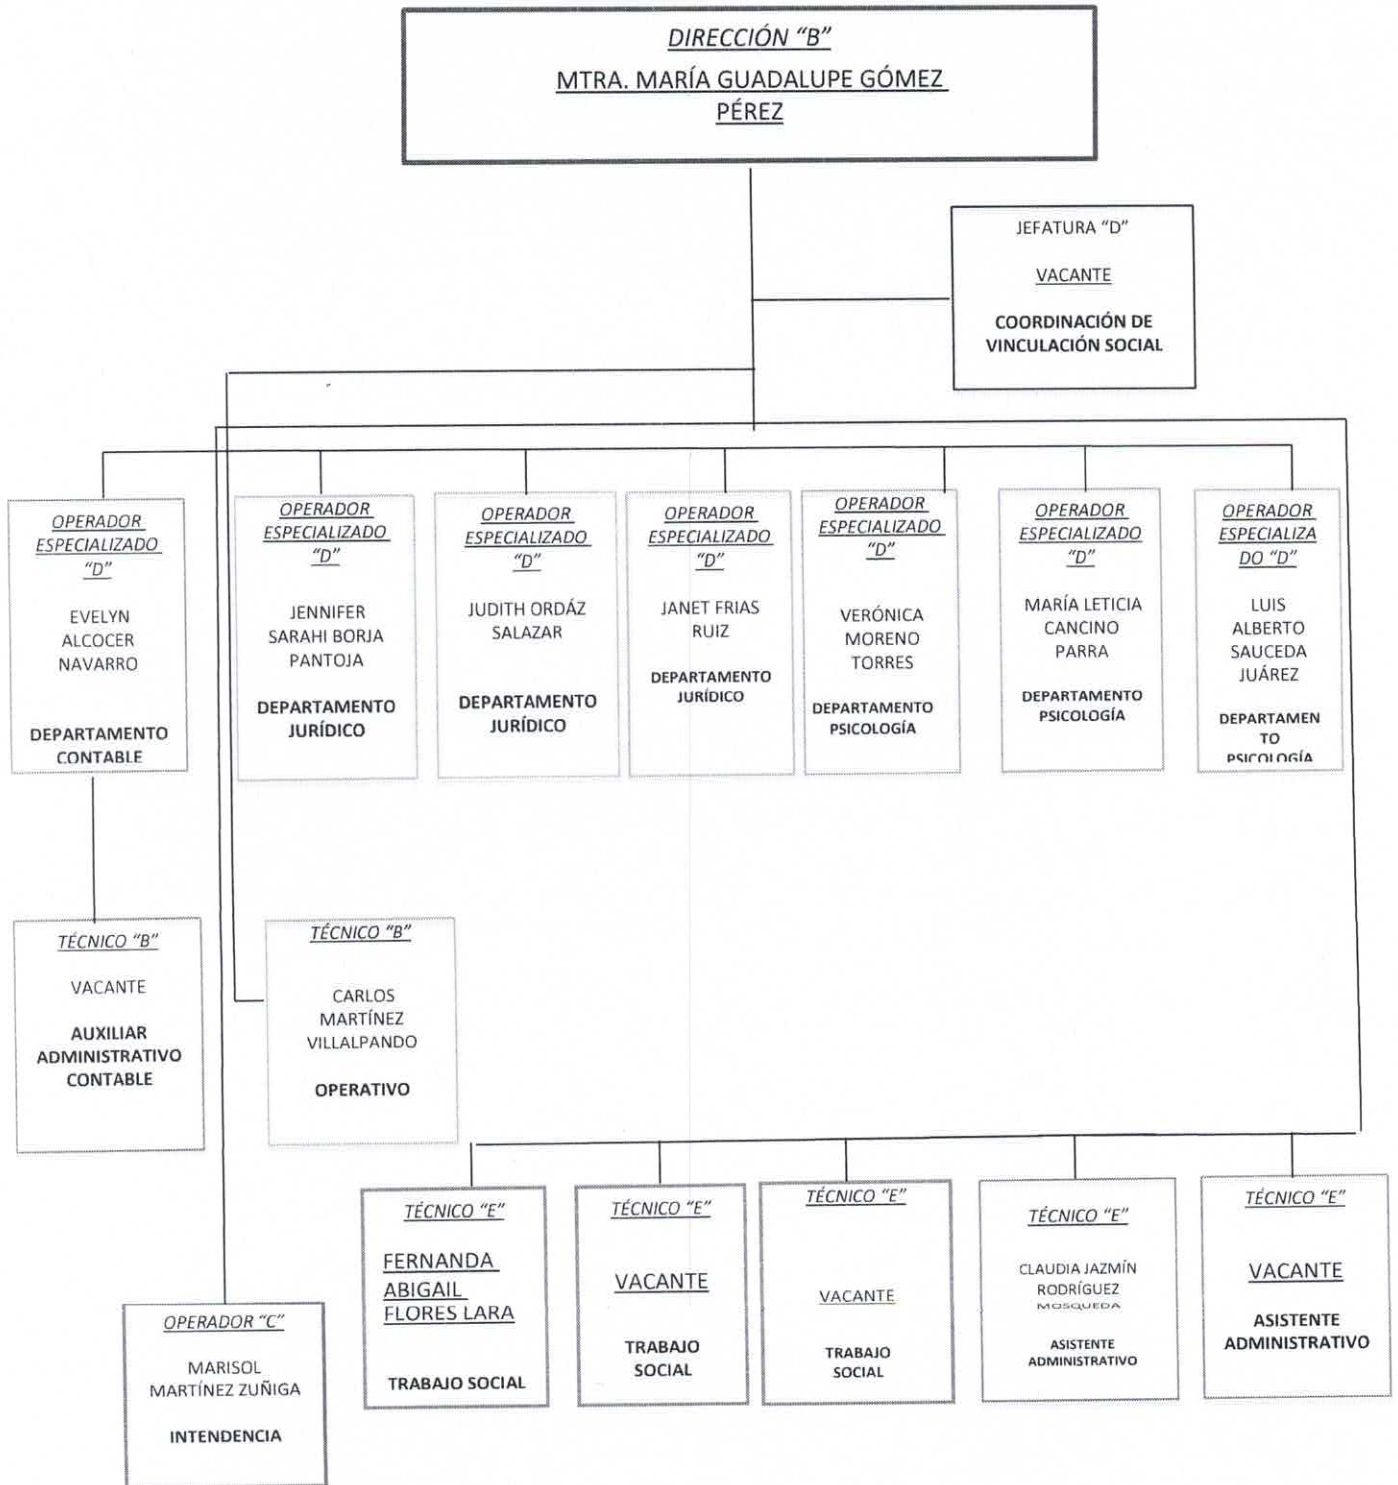 DIRECCIÓN “B”
MTRA. MARÍA GUADALUPE GÓMEZ
PÉREZ
JEFATURA “D”
VACANTE
COORDINACIÓN DE
VINCULACIÓN SOCIAL
OPERADOR
ESPECIALIZADO
“D”
EVELYN
ALCOCER
NAVARRO
DEPARTAMENTO
CONTABLE
OPERADOR
ESPECIALIZADO
“D”
JENNIFER
SARAHI BORJA
PANTOJA
DEPARTAMENTO
JURÍDICO
OPERADOR
ESPECIALIZADO
“D”
JUDITH ORDÁZ
SALAZAR
DEPARTAMENTO
JURÍDICO
OPERADOR
ESPECIALIZADO
“D”
JANET FRIAS
RUIZ
DEPARTAMENTO
JURÍDICO
OPERADOR
ESPECIALIZADO
“D”
VERÓNICA
MORENO
TORRES
DEPARTAMENTO
PSICOLOGÍA
OPERADOR
ESPECIALIZADO
“D”
MARÍA LETICIA
CANCINO
PARRA
DEPARTAMENTO
PSICOLOGÍA
OPERADOR
ESPECIALIZA
DO “D”
LUIS
ALBERTO
SAUCEDA
JUÁREZ
DEPARTAMEN
TO
PSICOLOGÍA
TÉCNICO “B”
VACANTE
AUXILIAR
ADMINISTRATIVO
CONTABLE
TÉCNICO “B”
CARLOS
MARTÍNEZ
VILLALPANDO
OPERATIVO
TÉCNICO “E”
FERNANDA
ABIGAIL
FLORES LARA
TRABAJO SOCIAL
TÉCNICO “E”
VACANTE
TRABAJO
SOCIAL
TÉCNICO “E”
VACANTE
TRABAJO
SOCIAL
TÉCNICO “E”
CLAUDIA JAZMÍN
RODRÍGUEZ
MOSQUEDA
ASISTENTE
ADMINISTRATIVO
TÉCNICO “E”
VACANTE
ASISTENTE
ADMINISTRATIVO
OPERADOR “C”
MARISOL
MARTÍNEZ ZUÑIGA
INTENDENCIA